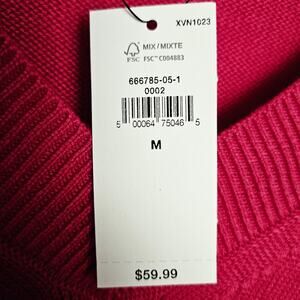 XVN1023
MIX / MIXTE
FSC FSC™ C004883
666785-05-1
0002
5 00064 75046 5
M
$59.99